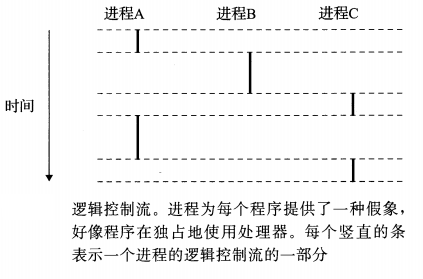 进程A 进程B 进程C
时间
逻辑控制流。进程为每个程序提供了一种假象，
好像程序在独占地使用处理器。每个竖直的条
表示一个进程的逻辑控制流的一部分